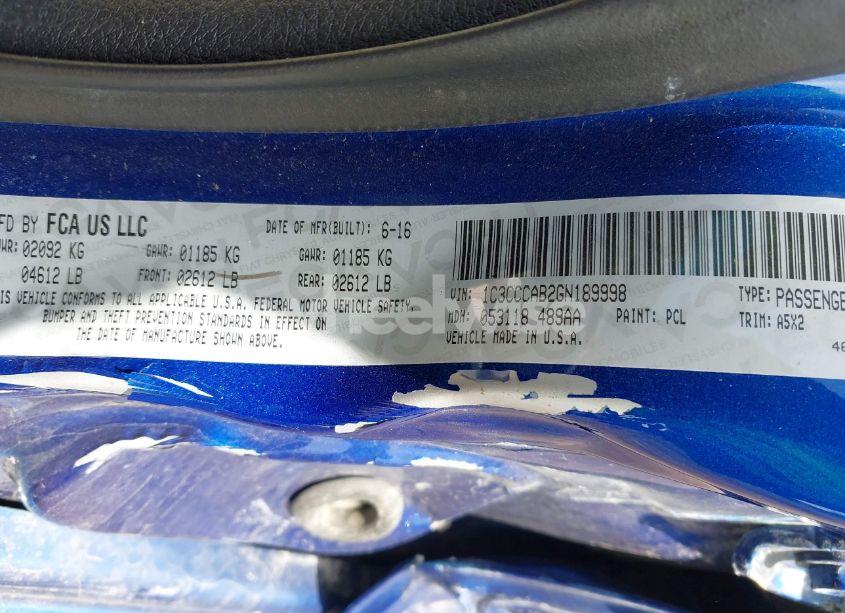 FD BY FCA US LLC
DATE OF MFR(BUILT): 6-16
WR: 02092 KG
GAWR: 01185 KG
GAWR: 01185 KG
04612 LB
FRONT: 02612 LB
REAR: 02612 LB
IS VEHICLE CONFORMS TO ALL APPLICABLE U.S.A. FEDERAL MOTOR VEHICLE SAFETY,
BUMPER AND THEFT PREVENTION STANDARDS IN EFFECT ON
THE DATE OF MANUFACTURE SHOWN ABOVE.
VIN: 1C3CCCAB2GN189998
TYPE: PASSENGE
MDH: 053118 489AA
PAINT: PCL
TRIM: A5X2
VEHICLE MADE IN U.S.A.